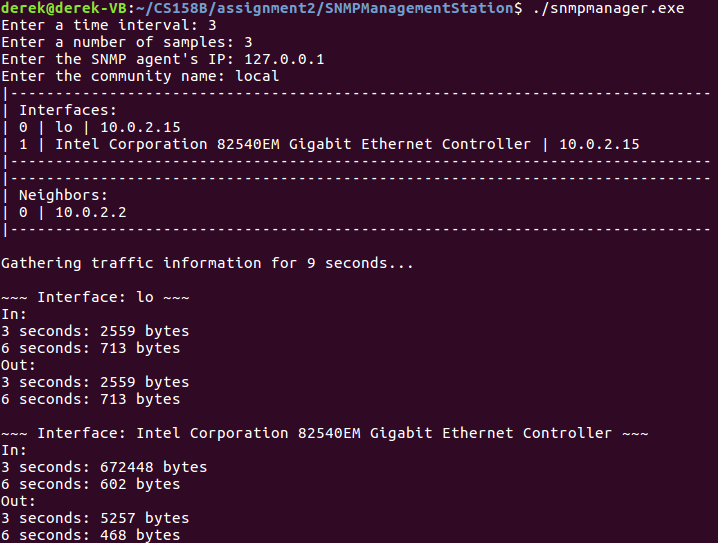 derek@derek-VB:~/CS158B/assignment2/SNMPManagementStation$ ./snmpmanager.exe
Enter a time interval: 3
Enter a number of samples: 3
Enter the SNMP agent's IP: 127.0.0.1
Enter the community name: local
|------------------------------------------------------------------------------
| Interfaces:
| 0 | lo | 10.0.2.15
| 1 | Intel Corporation 82540EM Gigabit Ethernet Controller | 10.0.2.15
|------------------------------------------------------------------------------
|------------------------------------------------------------------------------
| Neighbors:
| 0 | 10.0.2.2
|------------------------------------------------------------------------------
Gathering traffic information for 9 seconds...
~~~ Interface: lo ~~~
In:
3 seconds: 2559 bytes
6 seconds: 713 bytes
Out:
3 seconds: 2559 bytes
6 seconds: 713 bytes
~~~ Interface: Intel Corporation 82540EM Gigabit Ethernet Controller ~~~
In:
3 seconds: 672448 bytes
6 seconds: 602 bytes
Out:
3 seconds: 5257 bytes
6 seconds: 468 bytes